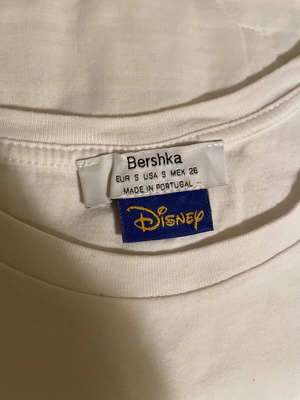 Bershka
EUR S USA S MEX 26
MADE IN PORTUGAL
Disney